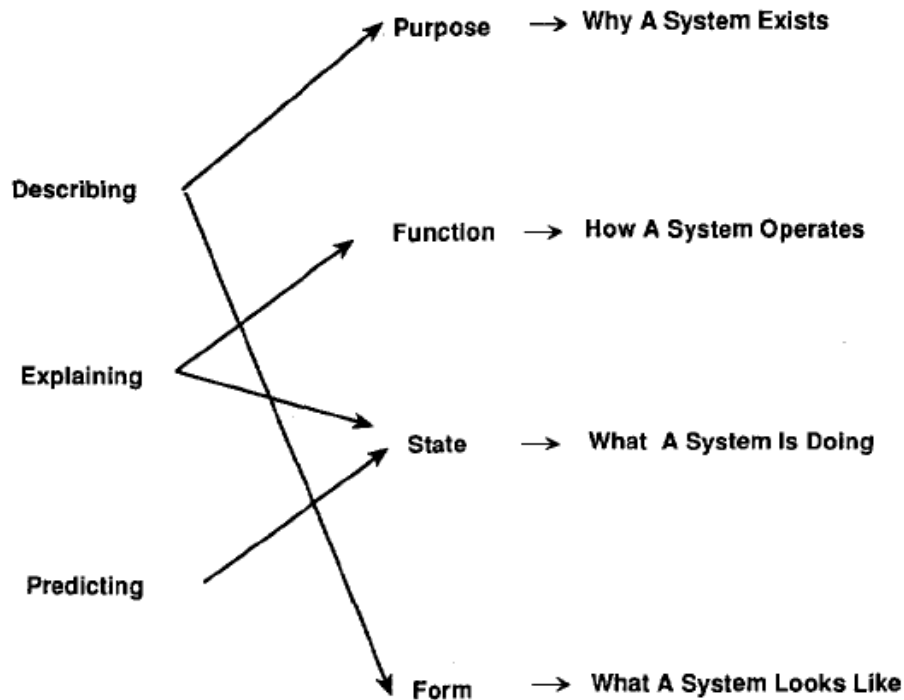 Purpose → Why A System Exists
Describing
Function → How A System Operates
Explaining
State → What A System Is Doing
Predicting
Form → What A System Looks Like